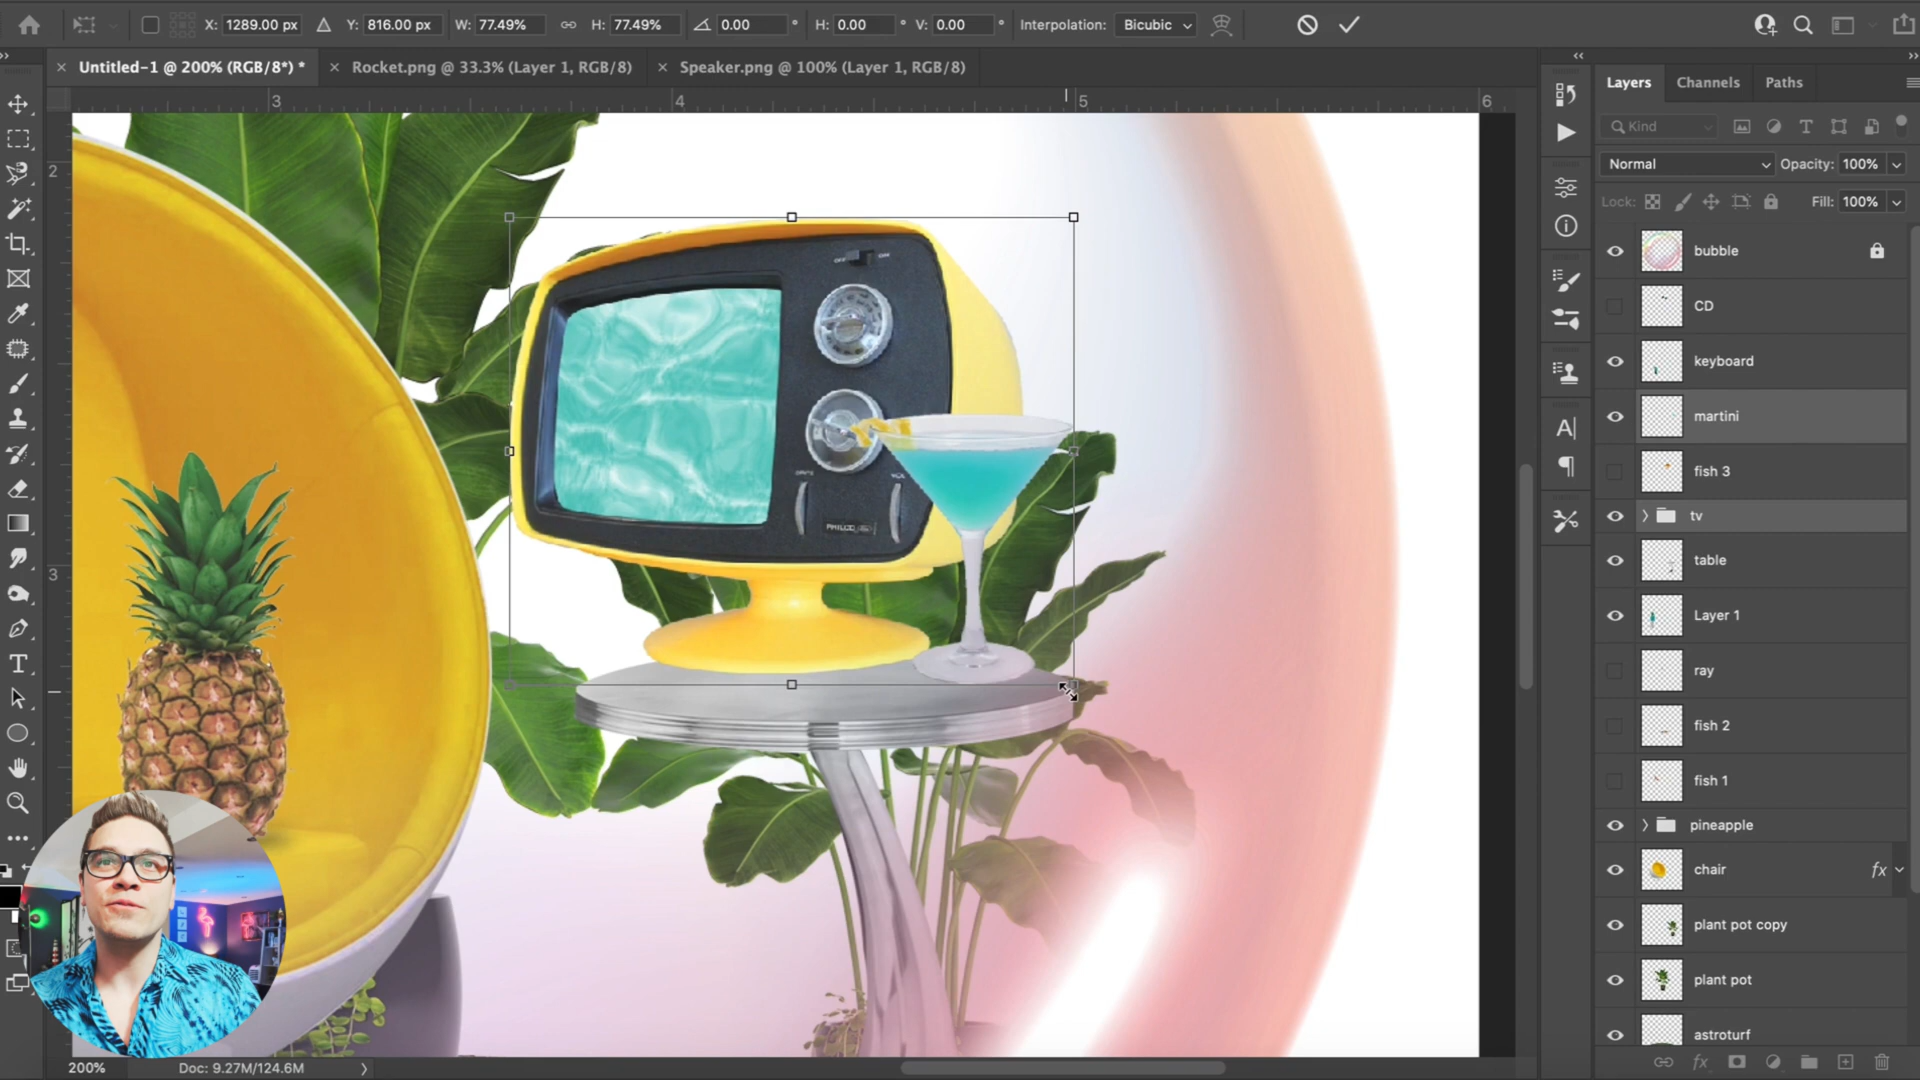 X: 1289.00 px Y: 816.00 px W: 77.49% H: 77.49% 0.00 ° H: 0.00 ° V: 0.00 ° Interpolation: Bicubic
Untitled-1 @ 200% (RGB/8*) * Rocket.png @ 33.3% (Layer 1, RGB/8) Speaker.png @ 100% (Layer 1, RGB/8)
3 4 5 6
2
3
OFF ON
PHILCO
Layers Channels Paths
Kind
Normal Opacity: 100%
Lock: Fill: 100%
bubble
CD
keyboard
martini
fish 3
tv
table
Layer 1
ray
fish 2
fish 1
pineapple
chair fx
plant pot copy
plant pot
astroturf
fx
200% Doc: 9.27M/124.6M